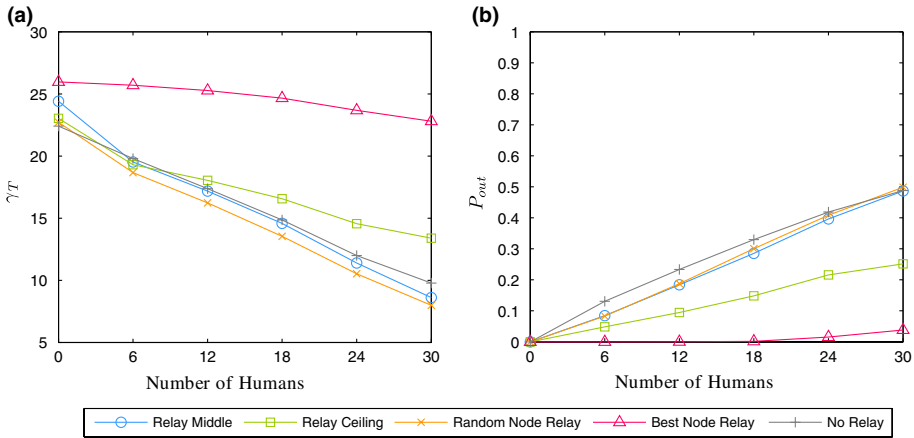 (a)
30
25
20
15
10
5
γT
0 6 12 18 24 30
Number of Humans
(b)
1
0.9
0.8
0.7
0.6
0.5
0.4
0.3
0.2
0.1
0
Pout
0 6 12 18 24 30
Number of Humans
Relay Middle Relay Ceiling Random Node Relay Best Node Relay No Relay